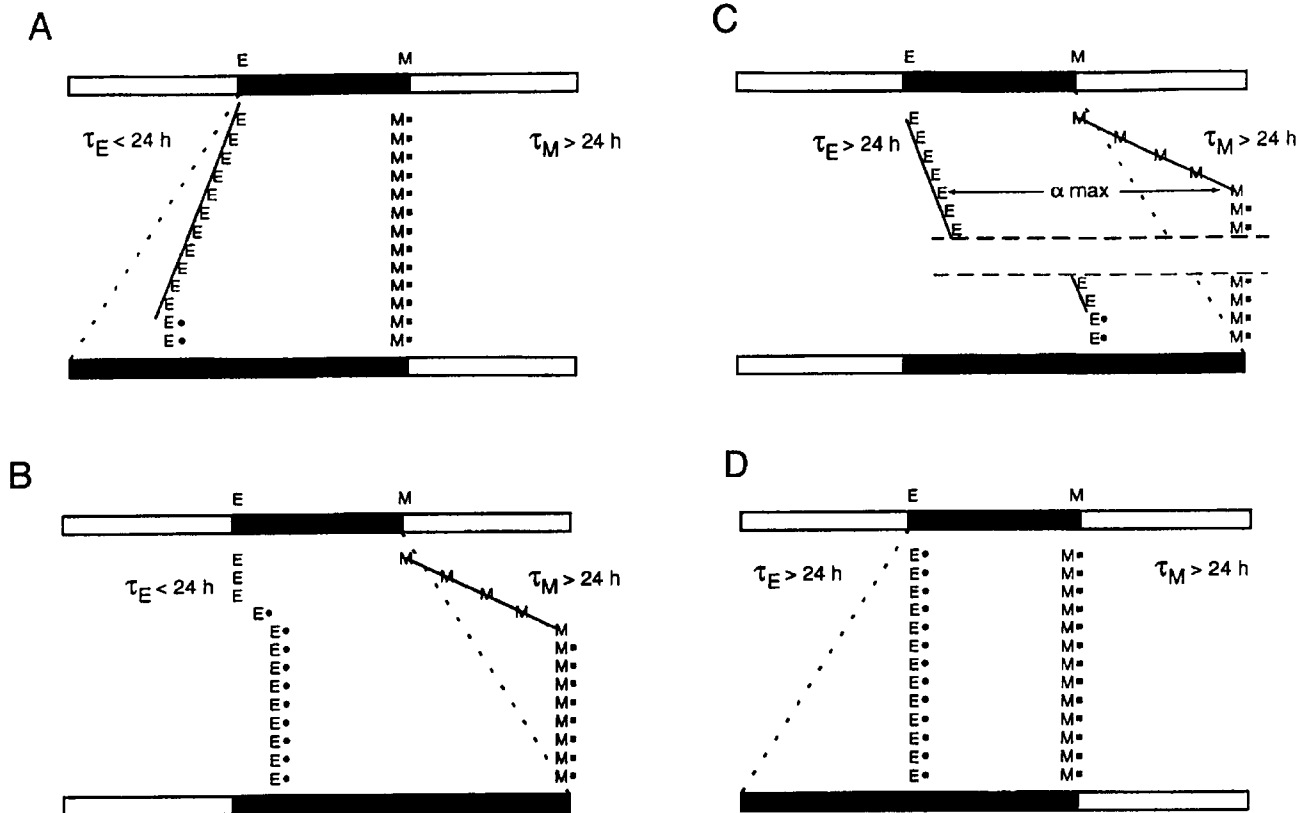 A
E M
E M▪
τE < 24 h E M▪ τM > 24 h
E M▪
E M▪
E M▪
E M▪
E M▪
E M▪
E M▪
E M▪
E M▪
E• M▪
E• M▪
B
E M
E M
τE < 24 h E M τM > 24 h
E M
E• M
E• M
E• M▪
E• M▪
E• M▪
E• M▪
E• M▪
E• M▪
E• M▪
E• M▪
C
E M
E M
τE > 24 h E M τM > 24 h
E M
E M
E α max M
E M▪
E M▪
E M▪
E M▪
E• M▪
E• M▪
D
E M
E• M▪
τE > 24 h E• M▪ τM > 24 h
E• M▪
E• M▪
E• M▪
E• M▪
E• M▪
E• M▪
E• M▪
E• M▪
E• M▪
E• M▪
E• M▪